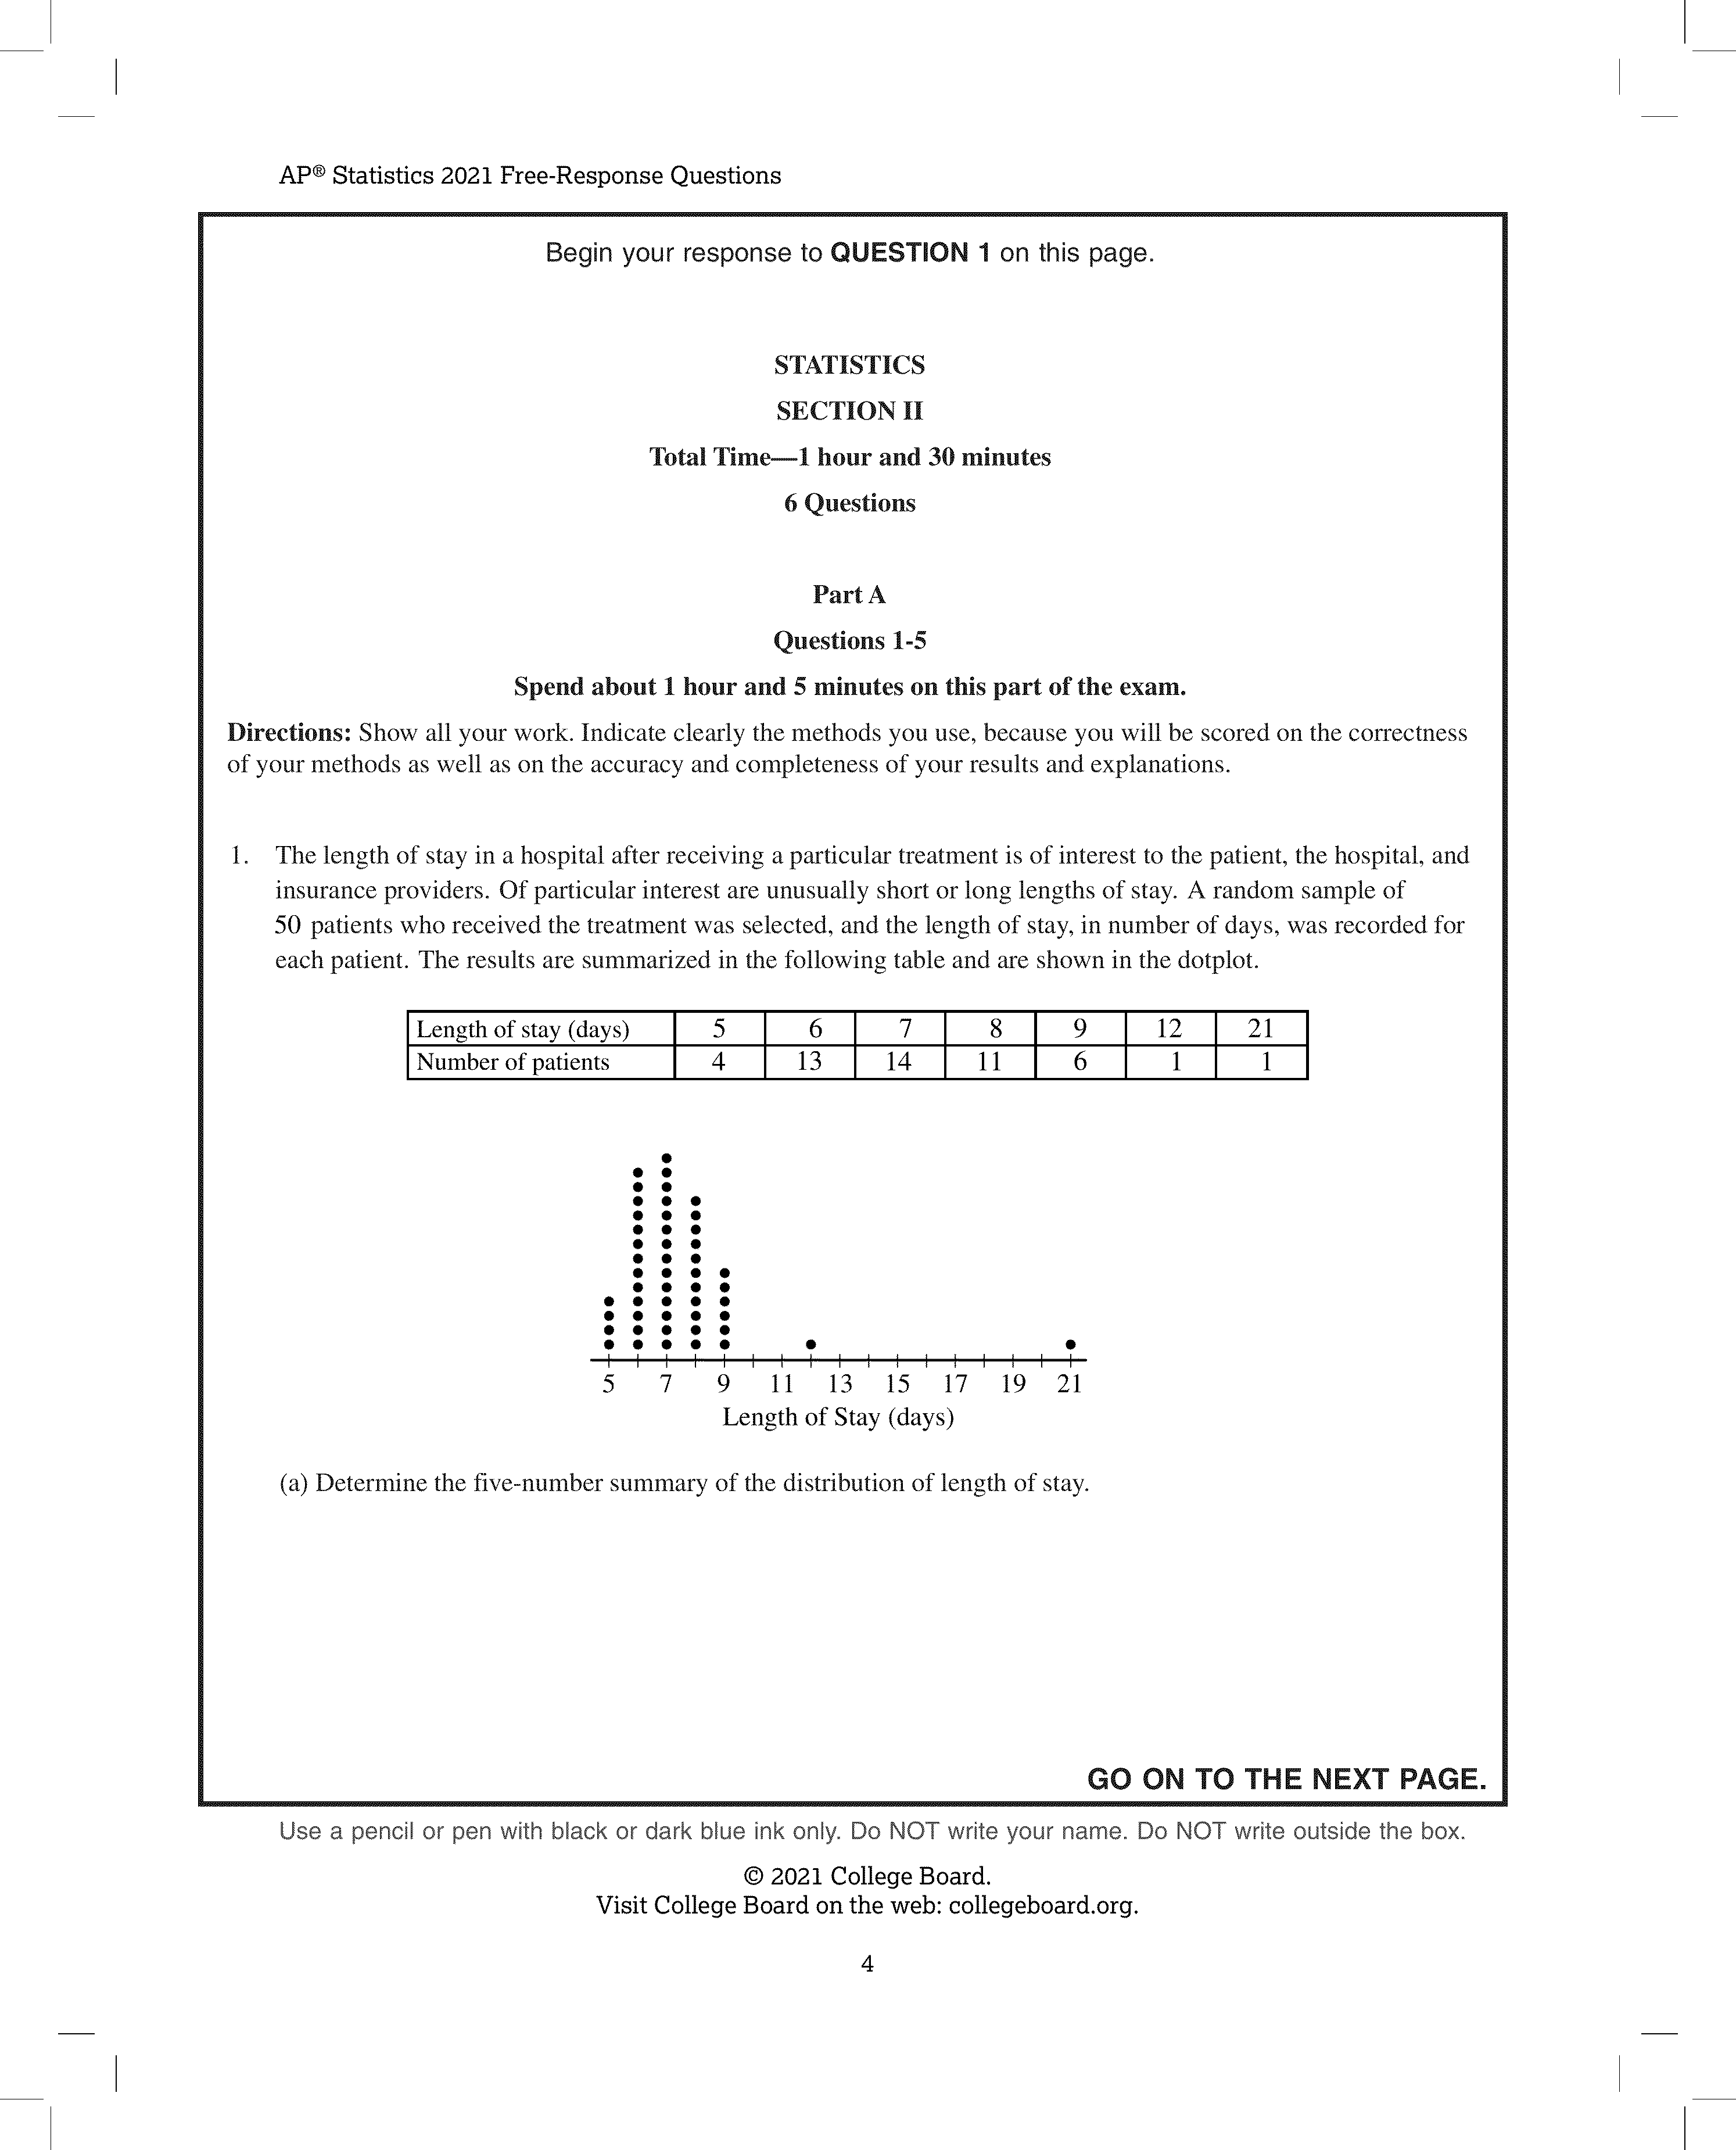 AP® Statistics 2021 Free-Response Questions
Begin your response to QUESTION 1 on this page.
STATISTICS
SECTION II
Total Time—1 hour and 30 minutes
6 Questions
Part A
Questions 1-5
Spend about 1 hour and 5 minutes on this part of the exam.
Directions: Show all your work. Indicate clearly the methods you use, because you will be scored on the correctness
of your methods as well as on the accuracy and completeness of your results and explanations.
1. The length of stay in a hospital after receiving a particular treatment is of interest to the patient, the hospital, and
insurance providers. Of particular interest are unusually short or long lengths of stay. A random sample of
50 patients who received the treatment was selected, and the length of stay, in number of days, was recorded for
each patient. The results are summarized in the following table and are shown in the dotplot.
Length of stay (days) 5 6 7 8 9 12 21
Number of patients 4 13 14 11 6 1 1
5 7 9 11 13 15 17 19 21
Length of Stay (days)
(a) Determine the five-number summary of the distribution of length of stay.
GO ON TO THE NEXT PAGE.
Use a pencil or pen with black or dark blue ink only. Do NOT write your name. Do NOT write outside the box.
© 2021 College Board.
Visit College Board on the web: collegeboard.org.
4